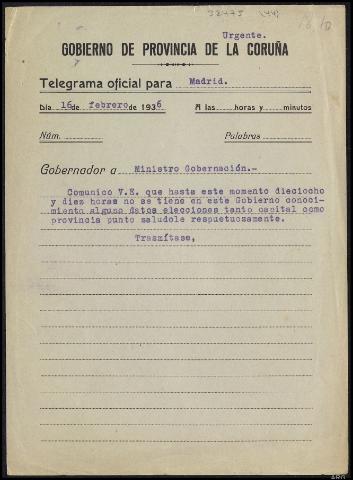 32475 (44)
Urgente.
GOBIERNO DE PROVINCIA DE LA CORUÑA
Telegrama oficial para Madrid.
Día 16 de febrero de 1936 A las horas y minutos
Núm. Palabras
Gobernador a Ministro Gobernación.-
Comunico V.E. que hasta este momento dieciocho
y diez horas no se tiene en este Gobierno conoci-
miento alguno datos elecciones tanto capital como
provincia punto saludole respetuosamente.
Trasmítase,